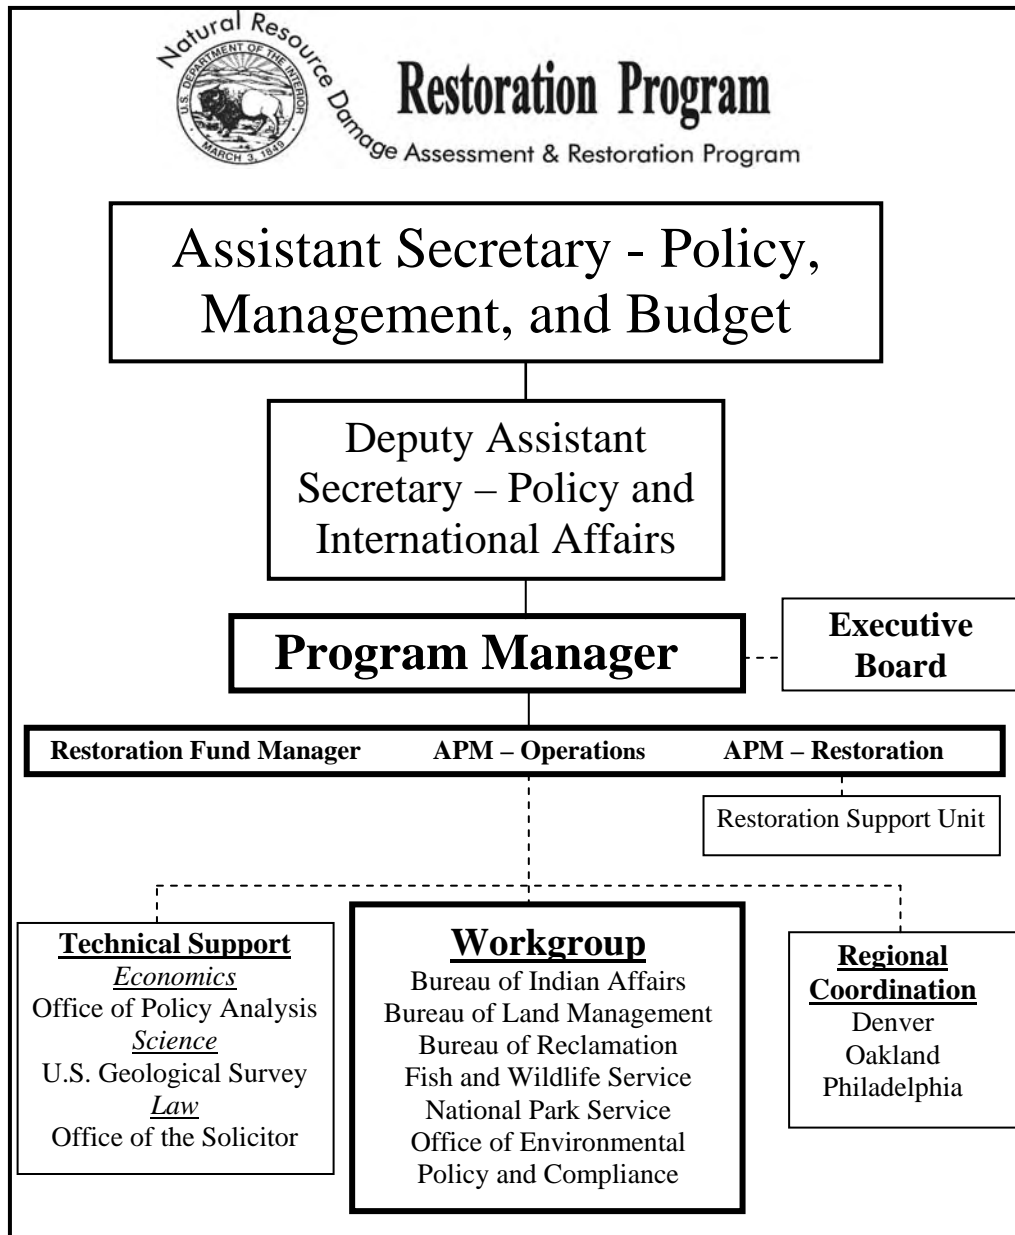 Natural Resource Damage Assessment & Restoration Program
U.S. DEPARTMENT OF THE INTERIOR
MARCH 3, 1849
Restoration Program
Assistant Secretary - Policy,
Management, and Budget
Deputy Assistant
Secretary – Policy and
International Affairs
Program Manager
Executive
Board
Restoration Fund Manager
APM – Operations
APM – Restoration
Restoration Support Unit
Technical Support
Economics
Office of Policy Analysis
Science
U.S. Geological Survey
Law
Office of the Solicitor
Workgroup
Bureau of Indian Affairs
Bureau of Land Management
Bureau of Reclamation
Fish and Wildlife Service
National Park Service
Office of Environmental
Policy and Compliance
Regional
Coordination
Denver
Oakland
Philadelphia